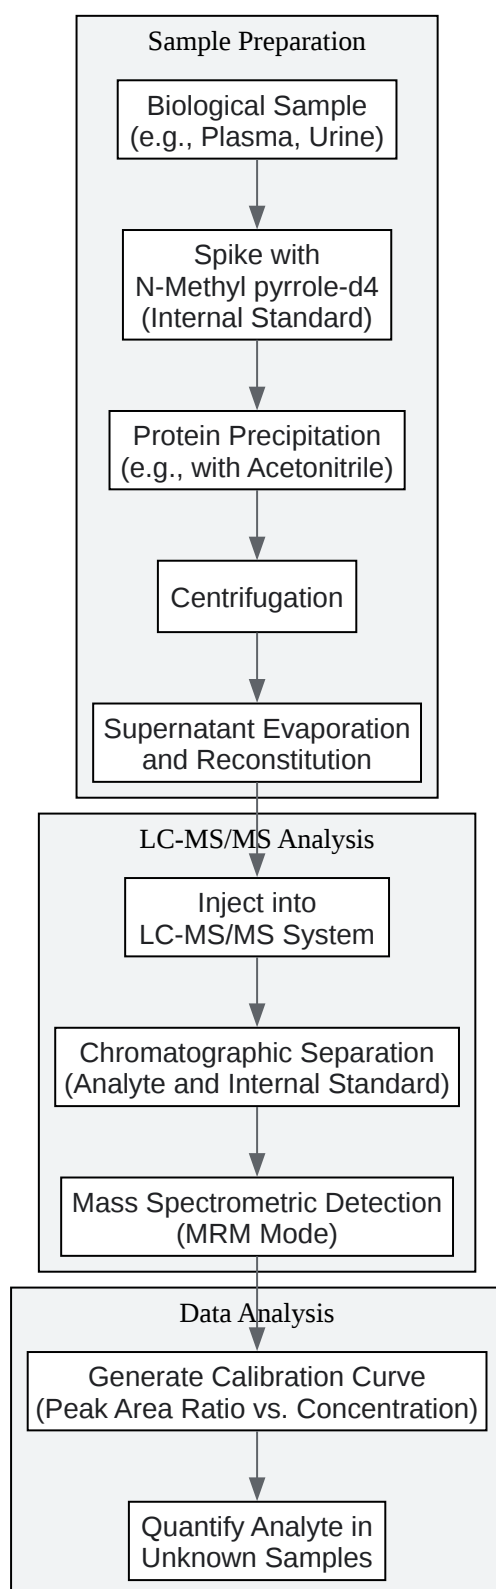 Sample Preparation
Biological Sample
(e.g., Plasma, Urine)
Spike with
N-Methyl pyrrole-d4
(Internal Standard)
Protein Precipitation
(e.g., with Acetonitrile)
Centrifugation
Supernatant Evaporation
and Reconstitution
LC-MS/MS Analysis
Inject into
LC-MS/MS System
Chromatographic Separation
(Analyte and Internal Standard)
Mass Spectrometric Detection
(MRM Mode)
Data Analysis
Generate Calibration Curve
(Peak Area Ratio vs. Concentration)
Quantify Analyte in
Unknown Samples